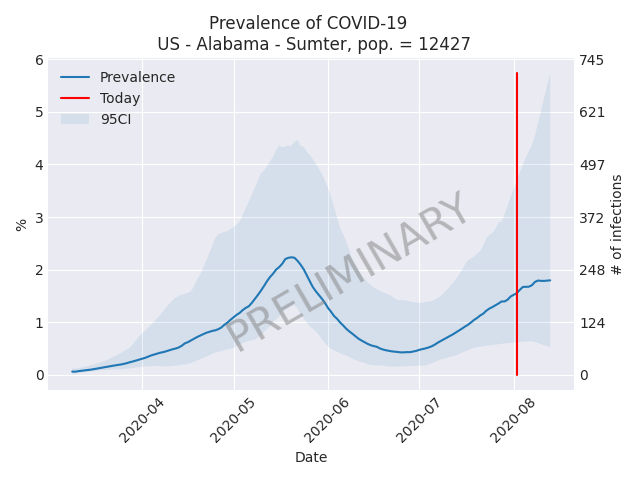 Prevalence of COVID-19
US - Alabama - Sumter, pop. = 12427
Prevalence
Today
95CI
PRELIMINARY
%
6
5
4
3
2
1
0
745
621
497
372
248
124
0
# of infections
2020-04
2020-05
2020-06
2020-07
2020-08
Date